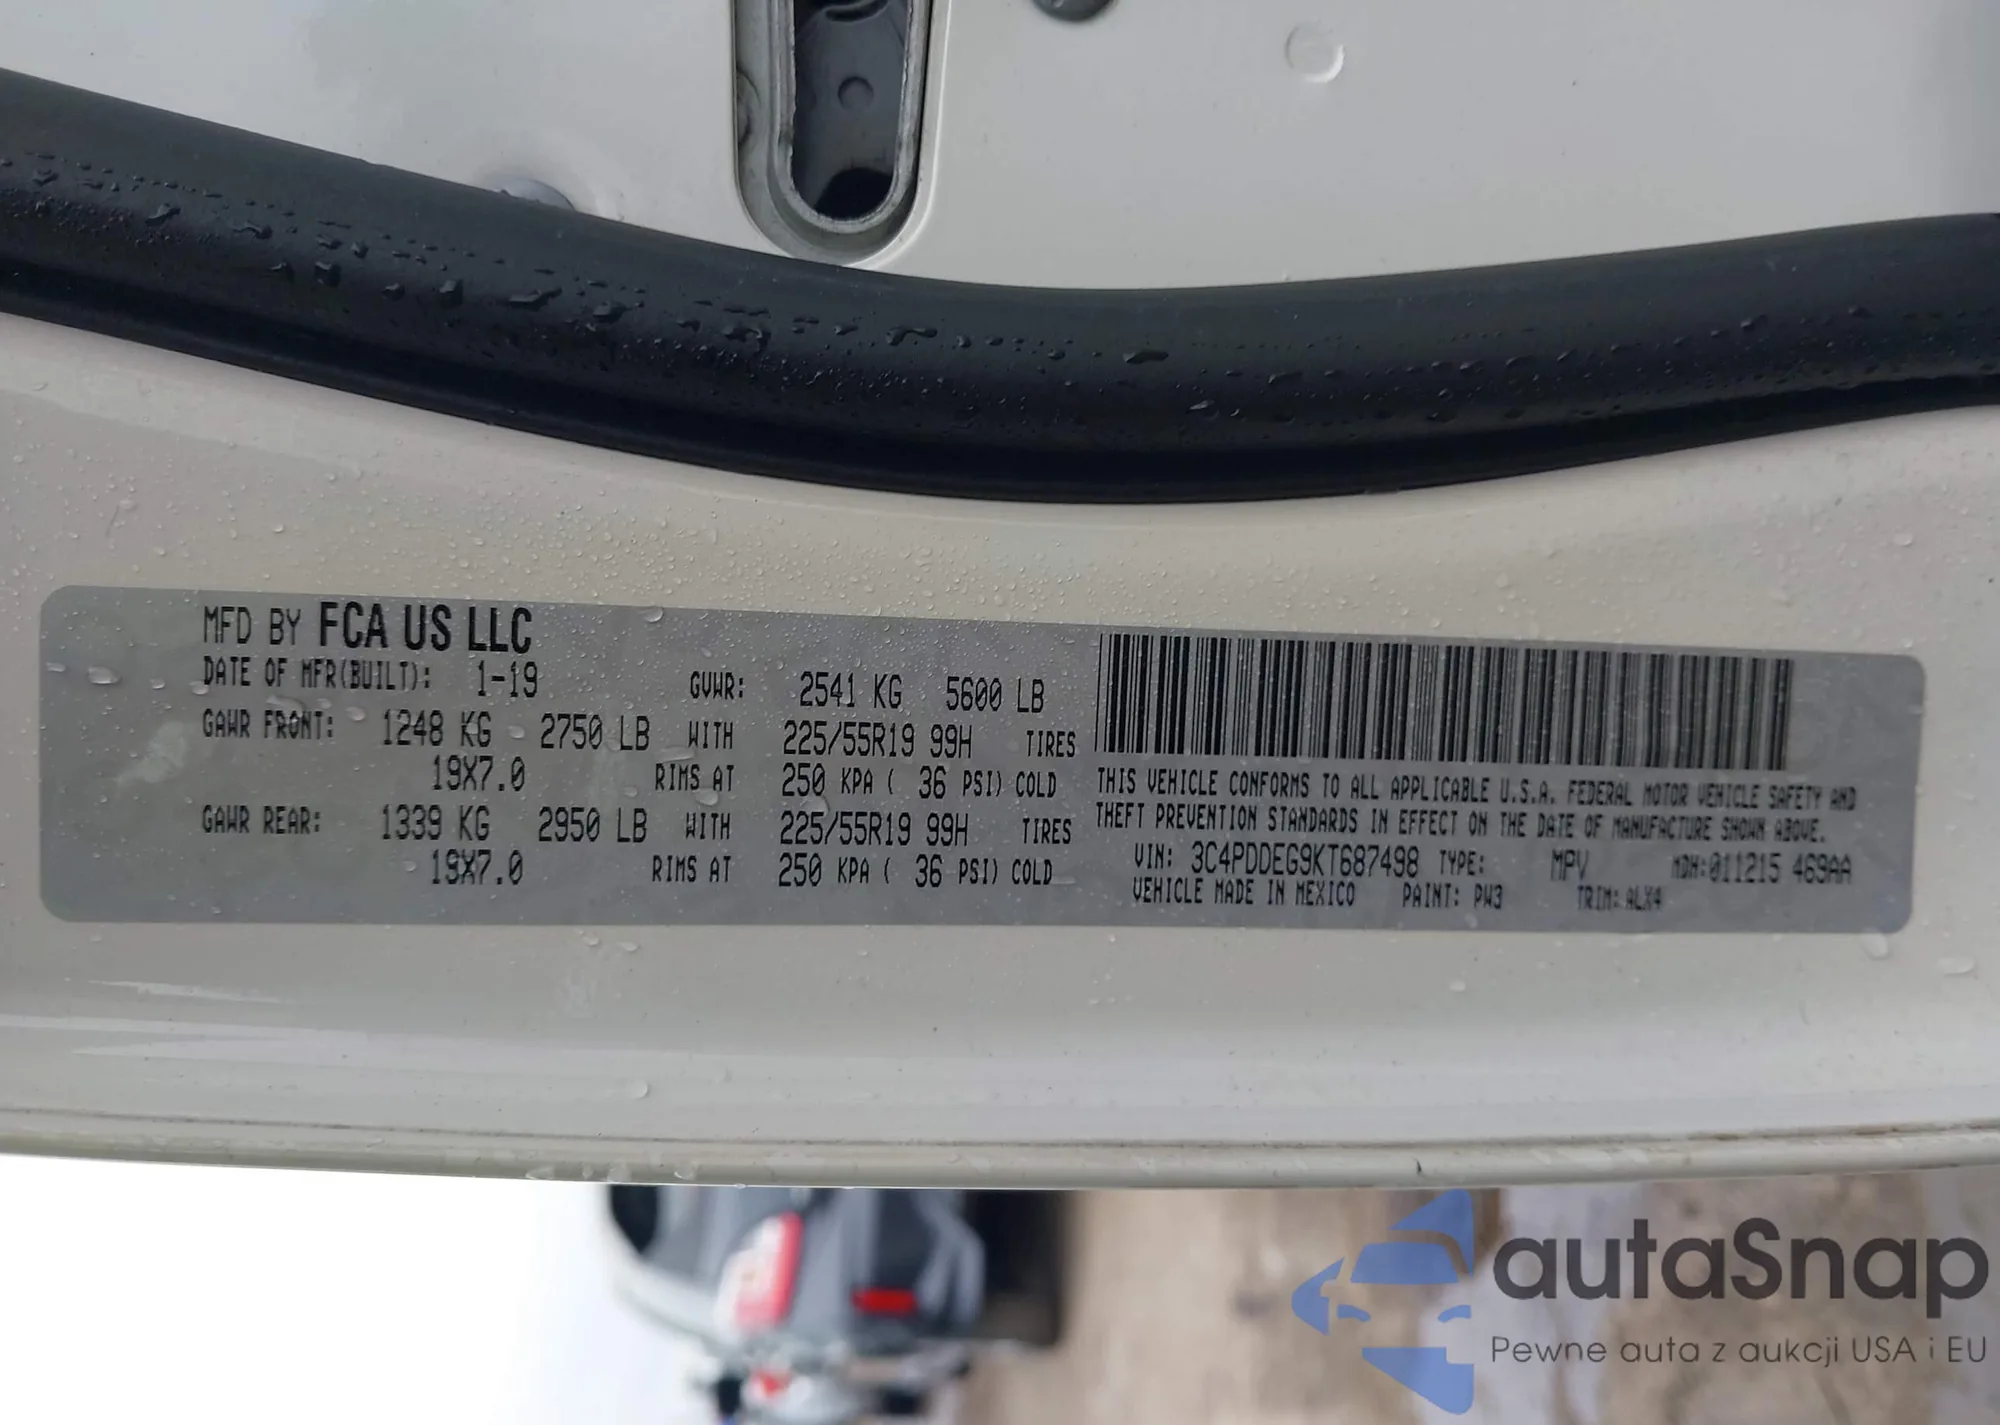 MFD BY FCA US LLC
DATE OF MFR(BUILT): 1-19 GVWR: 2541 KG 5600 LB
GAWR FRONT: 1248 KG 2750 LB WITH 225/55R19 99H TIRES
19X7.0 RIMS AT 250 KPA ( 36 PSI) COLD
GAWR REAR: 1339 KG 2950 LB WITH 225/55R19 99H TIRES
19X7.0 RIMS AT 250 KPA ( 36 PSI) COLD
THIS VEHICLE CONFORMS TO ALL APPLICABLE U.S.A. FEDERAL MOTOR VEHICLE SAFETY AND
THEFT PREVENTION STANDARDS IN EFFECT ON THE DATE OF MANUFACTURE SHOWN ABOVE.
VIN: 3C4PDDEG9KT687498 TYPE: MPV MDH:011215 469AA
VEHICLE MADE IN MEXICO PAINT: PW3 TRIM: ALX4
autaSnap
Pewne auta z aukcji USA i EU